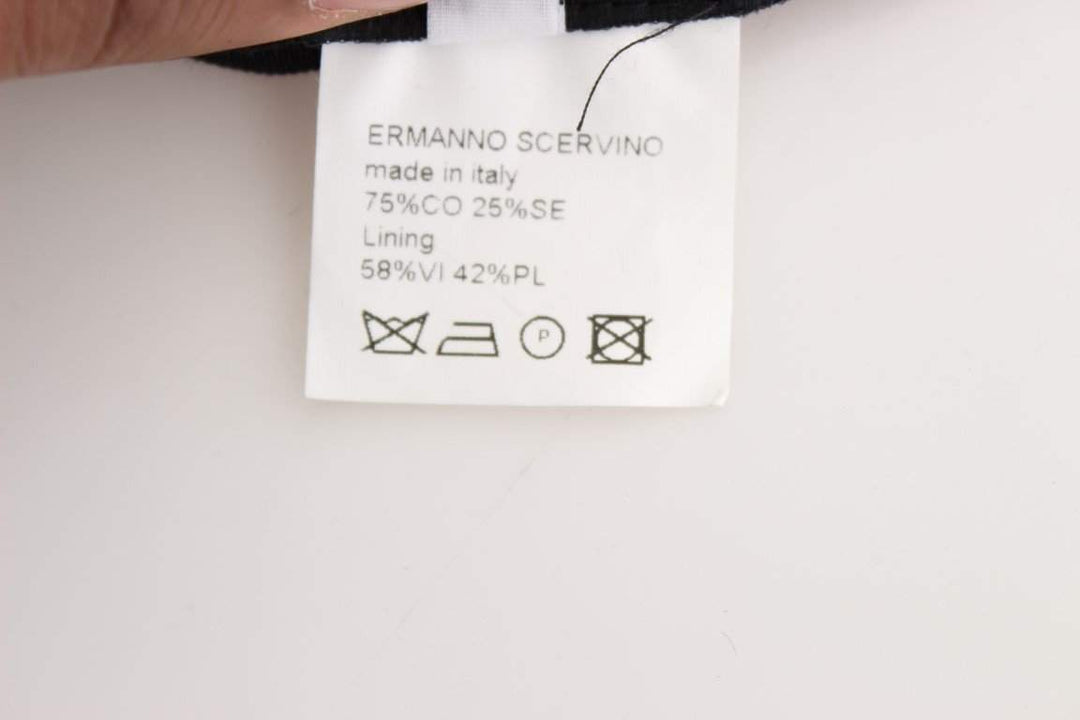 ERMANNO SCERVINO
made in italy
75%CO 25%SE
Lining
58%VI 42%PL
P